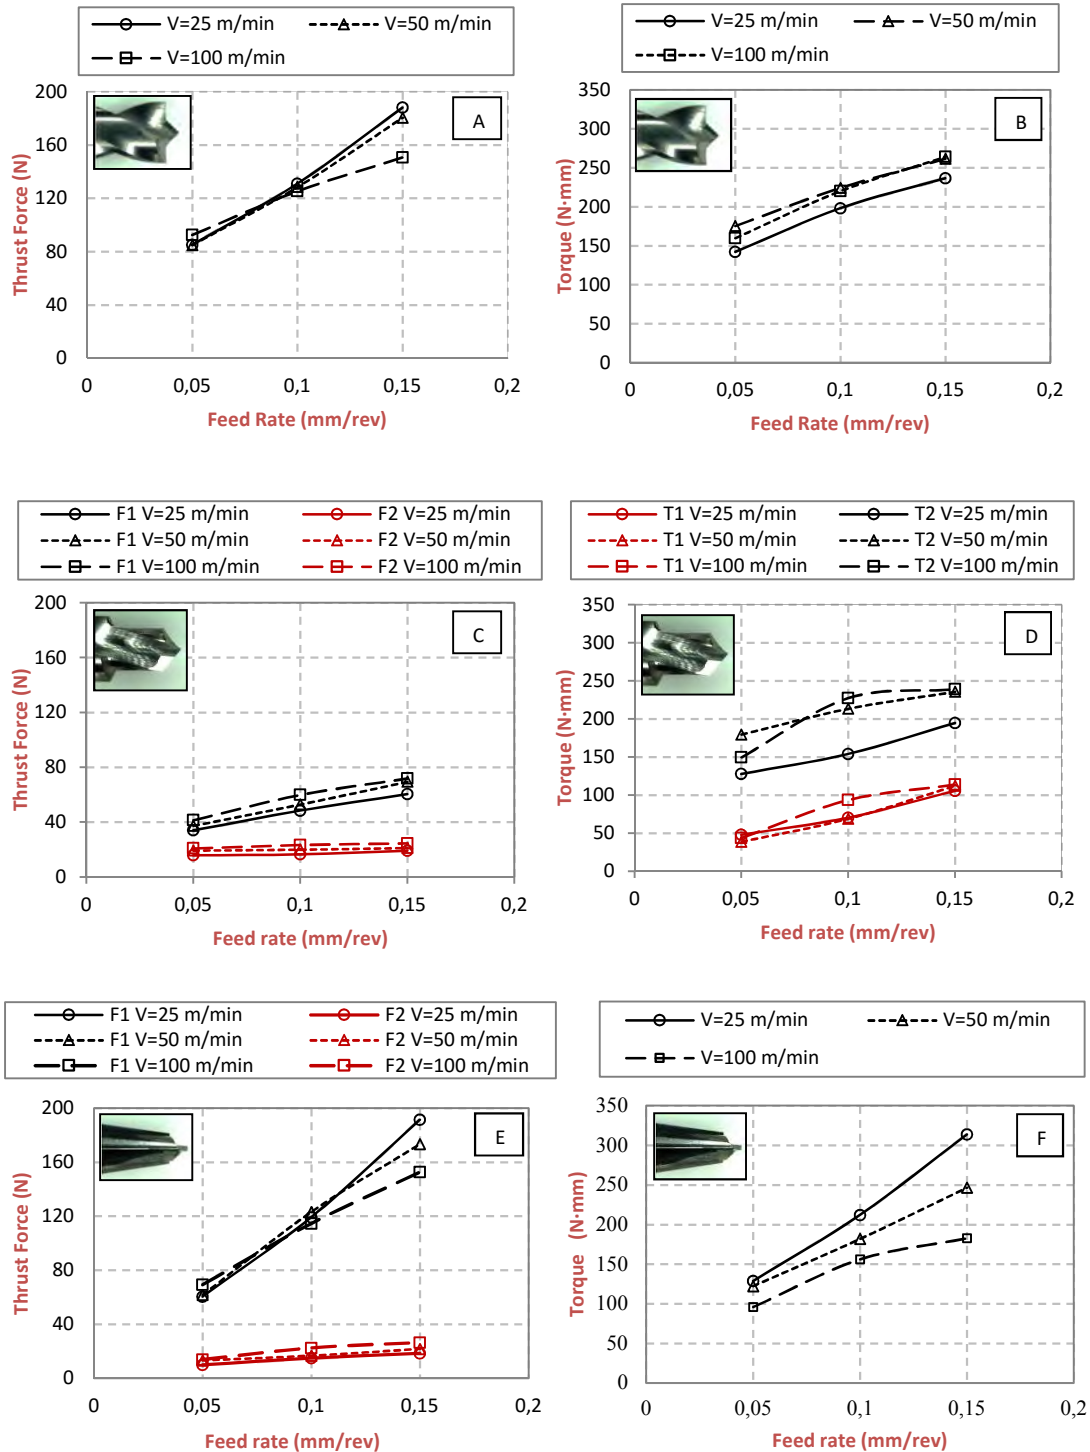 V=25 m/min V=50 m/min
V=100 m/min
Thrust Force (N)
200
160
120
80
40
0
A
0 0,05 0,1 0,15 0,2
Feed Rate (mm/rev)
V=25 m/min V=50 m/min
V=100 m/min
Torque (N·mm)
350
300
250
200
150
100
50
0
B
0 0,05 0,1 0,15 0,2
Feed Rate (mm/rev)
F1 V=25 m/min F2 V=25 m/min
F1 V=50 m/min F2 V=50 m/min
F1 V=100 m/min F2 V=100 m/min
Thrust Force (N)
200
160
120
80
40
0
C
0 0,05 0,1 0,15 0,2
Feed rate (mm/rev)
T1 V=25 m/min T2 V=25 m/min
T1 V=50 m/min T2 V=50 m/min
T1 V=100 m/min T2 V=100 m/min
Torque (N·mm)
350
300
250
200
150
100
50
0
D
0 0,05 0,1 0,15 0,2
Feed rate (mm/rev)
F1 V=25 m/min F2 V=25 m/min
F1 V=50 m/min F2 V=50 m/min
F1 V=100 m/min F2 V=100 m/min
Thrust Force (N)
200
160
120
80
40
0
E
0 0,05 0,1 0,15 0,2
Feed rate (mm/rev)
V=25 m/min V=50 m/min
V=100 m/min
Torque (N·mm)
350
300
250
200
150
100
50
0
F
0 0,05 0,1 0,15 0,2
Feed rate (mm/rev)